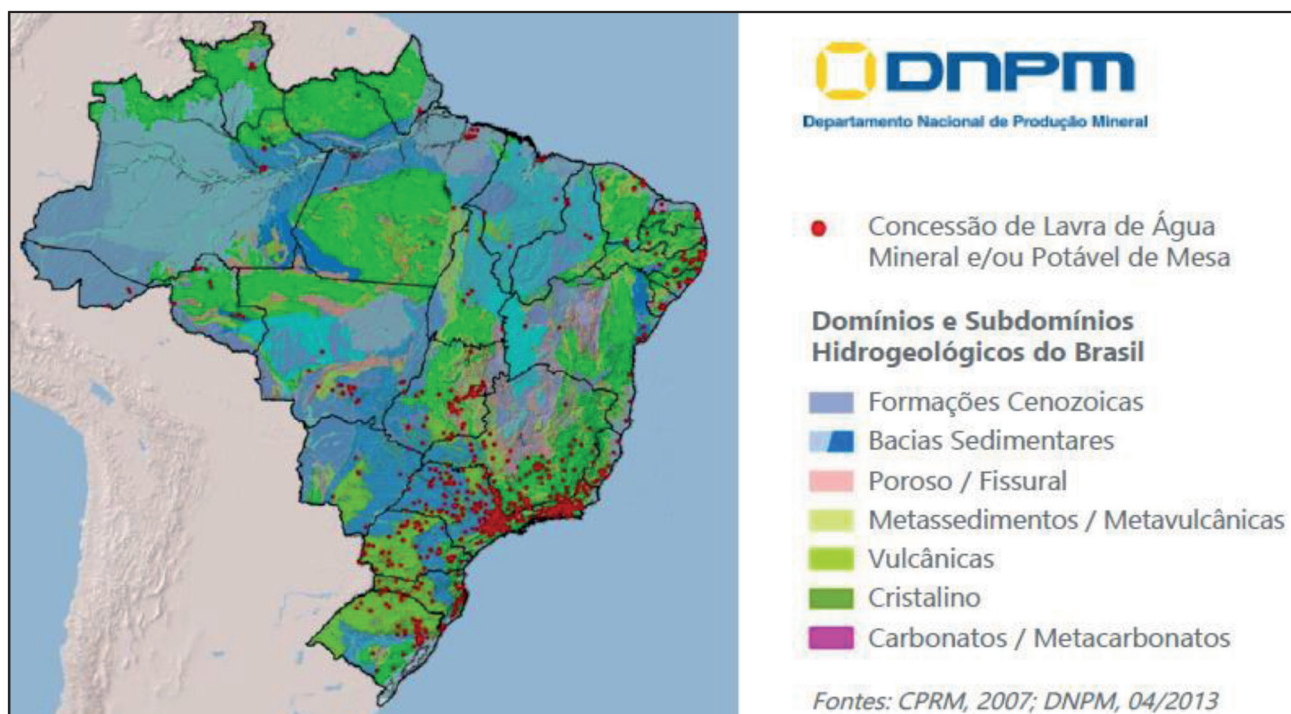 DNPM
Departamento Nacional de Produção Mineral
Concessão de Lavra de Água
Mineral e/ou Potável de Mesa
Domínios e Subdomínios
Hidrogeológicos do Brasil
Formações Cenozoicas
Bacias Sedimentares
Poroso / Fissural
Metassedimentos / Metavulcânicas
Vulcânicas
Cristalino
Carbonatos / Metacarbonatos
Fontes: CPRM, 2007; DNPM, 04/2013